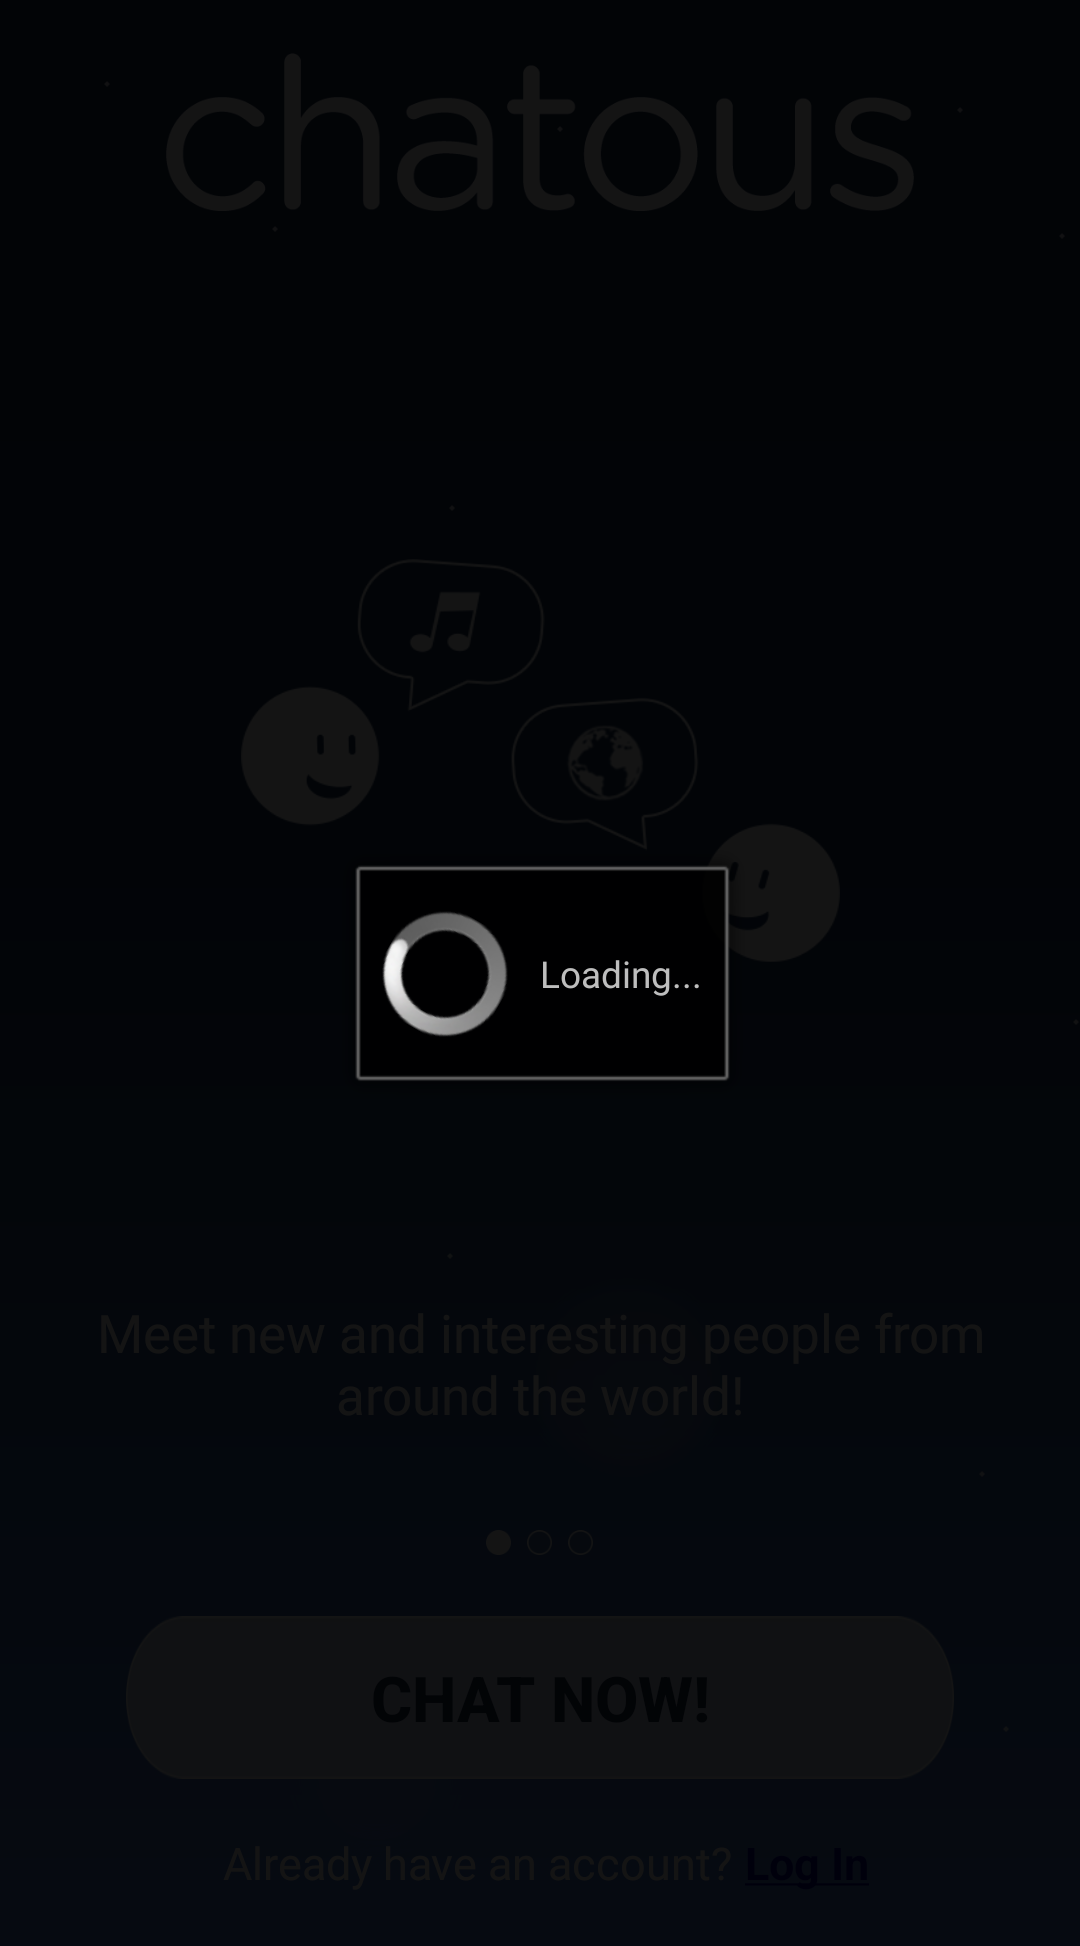 chatous
Loading...
Meet new and interesting people from
around the world!
CHAT NOW!
Already have an account? Log In